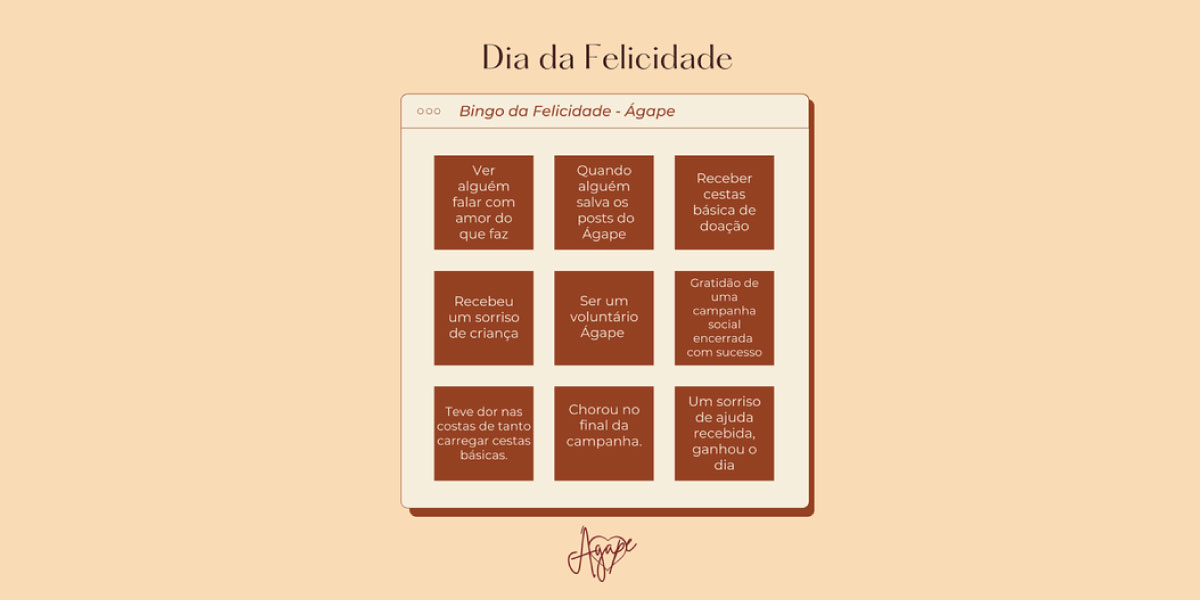 Dia da Felicidade
Bingo da Felicidade - Ágape
Ver
alguém
falar com
amor do
que faz
Quando
alguém
salva os
posts do
Ágape
Receber
cestas
básica de
doação
Recebeu
um sorriso
de criança
Ser um
voluntário
Ágape
Gratidão de
uma
campanha
social
encerrada
com sucesso
Teve dor nas
costas de tanto
carregar cestas
básicas.
Chorou no
final da
campanha.
Um sorriso
de ajuda
recebida,
ganhou o
dia
Ágape